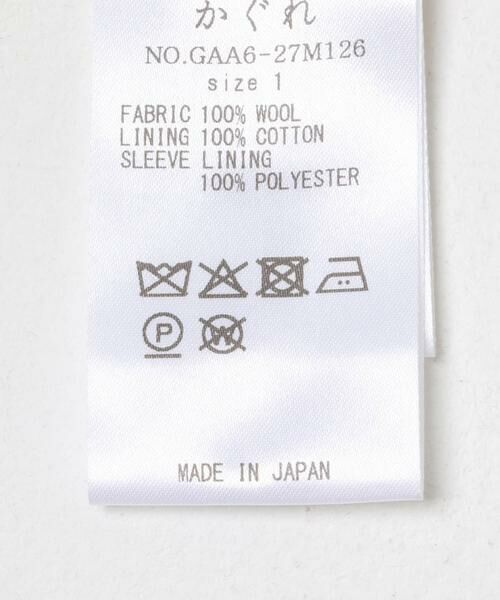 かぐれ
NO.GAA6-27M126
size 1
FABRIC 100% WOOL
LINING 100% COTTON
SLEEVE LINING
100% POLYESTER
P
W
MADE IN JAPAN